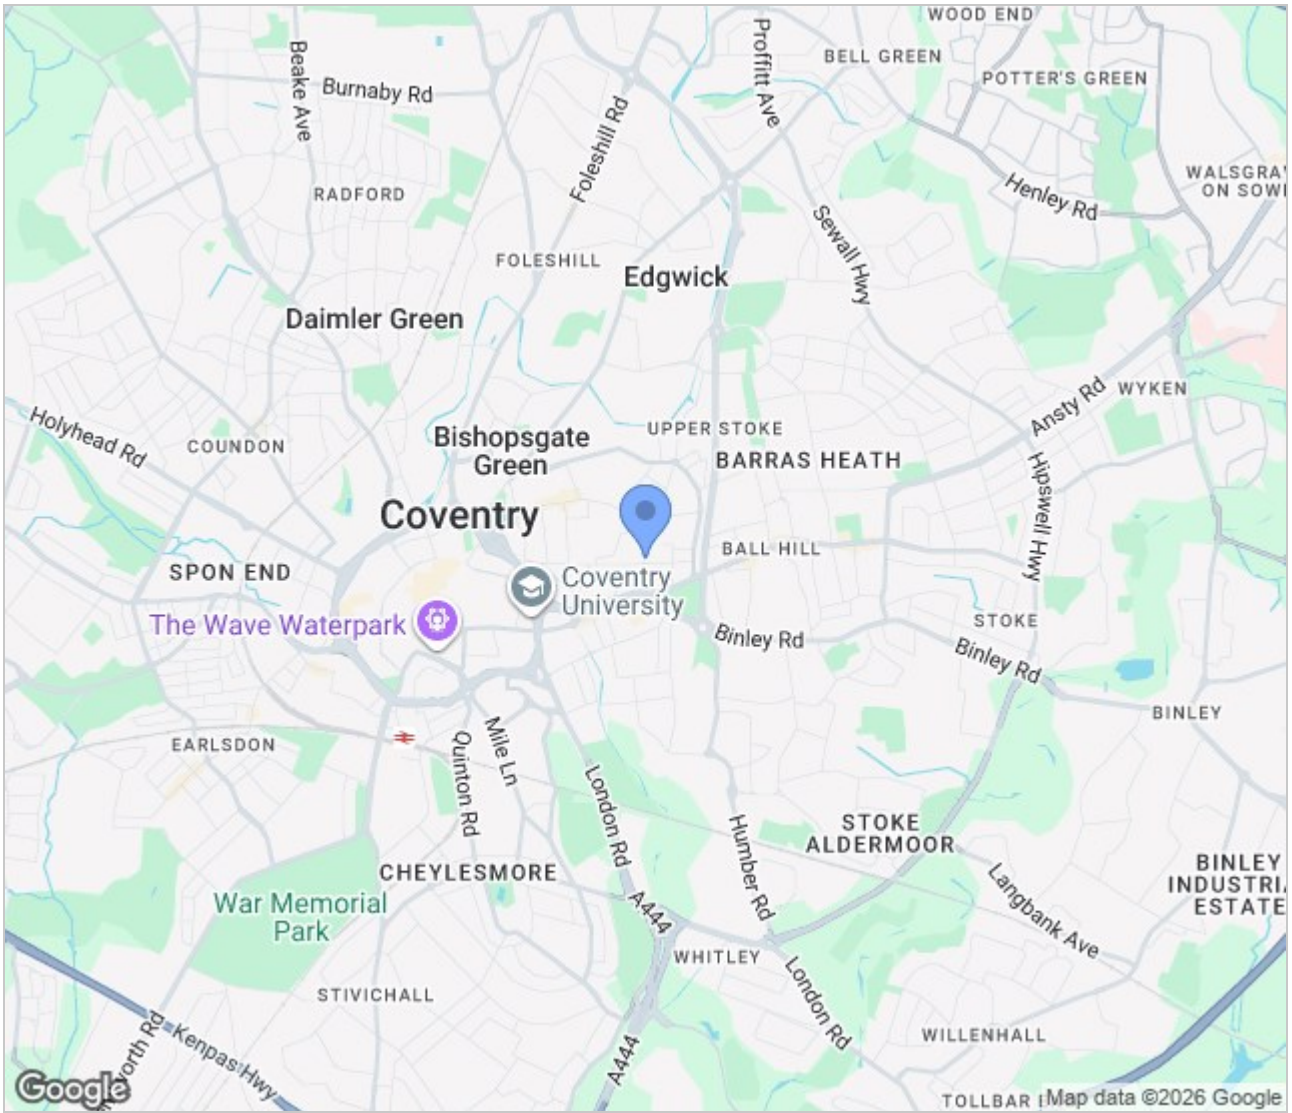 WOOD END
Beake Ave
Proffitt Ave
BELL GREEN
POTTER'S GREEN
Burnaby Rd
Foleshill Rd
RADFORD
Henley Rd
ON SOW
Sewall Hwy
FOLESHILL
Edgwick
Daimler Green
WYKEN
Ansty Rd
Holyhead Rd
COUNDON
Bishopsgate
Green
UPPER STOKE
BARRAS HEATH
Hipswell Hwy
Coventry
BALL HILL
SPON END
Coventry
University
The Wave Waterpark
STOKE
Binley Rd
Binley Rd
BINLEY
EARLSDON
Mile Ln
Quinton Rd
London Rd
Humber Rd
STOKE
ALDERMOOR
CHEYLESMORE
BINLEY
INDUSTRI
ESTATE
Langbank Ave
War Memorial
Park
A444
WHITLEY
London Rd
STIVICHALL
WILLENHALL
Kenpas Hwy
worth Rd
A444
Google
TOLLBAR
Map data ©2026 Google